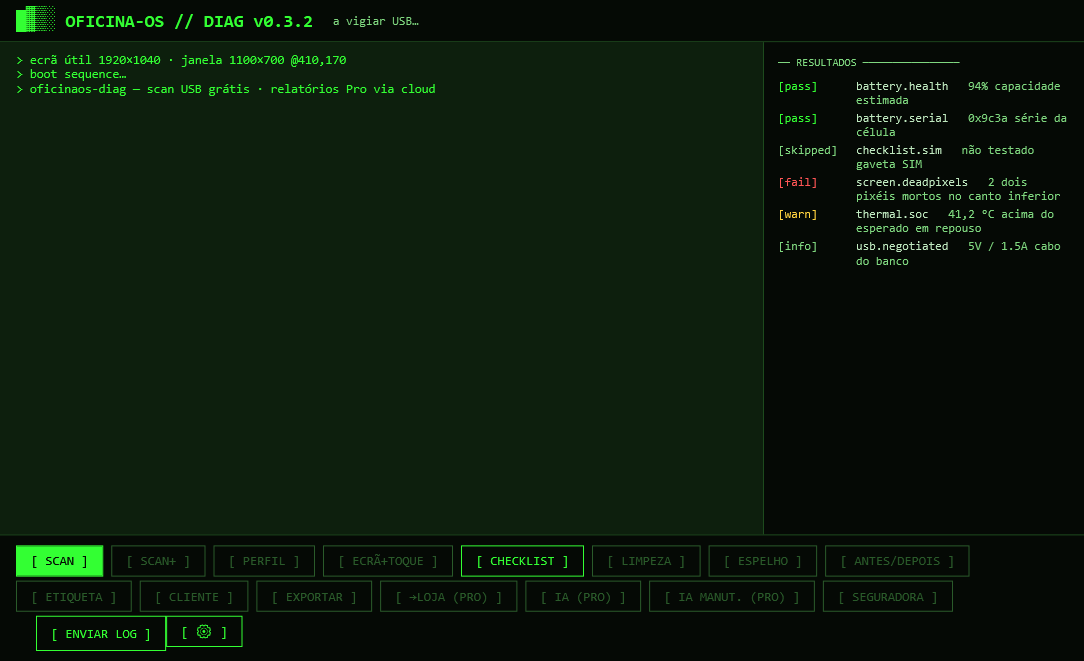 OFICINA-OS // DIAG v0.3.2 a vigiar USB…
> ecrã útil 1920×1040 · janela 1100×700 @410,170
> boot sequence…
> oficinaos-diag — scan USB grátis · relatórios Pro via cloud
── RESULTADOS ────────────────
[pass] battery.health 94% capacidade
estimada
[pass] battery.serial 0x9c3a série da
célula
[skipped] checklist.sim não testado
gaveta SIM
[fail] screen.deadpixels 2 dois
pixéis mortos no canto inferior
[warn] thermal.soc 41,2 ºC acima do
esperado em repouso
[info] usb.negotiated 5V / 1.5A cabo
do banco
[ SCAN ] [ SCAN+ ] [ PERFIL ] [ ECRÃ+TOQUE ] [ CHECKLIST ] [ LIMPEZA ] [ ESPELHO ] [ ANTES/DEPOIS ]
[ ETIQUETA ] [ CLIENTE ] [ EXPORTAR ] [ →LOJA (PRO) ] [ IA (PRO) ] [ IA MANUT. (PRO) ] [ SEGURADORA ]
[ ENVIAR LOG ] [ ⚙ ]